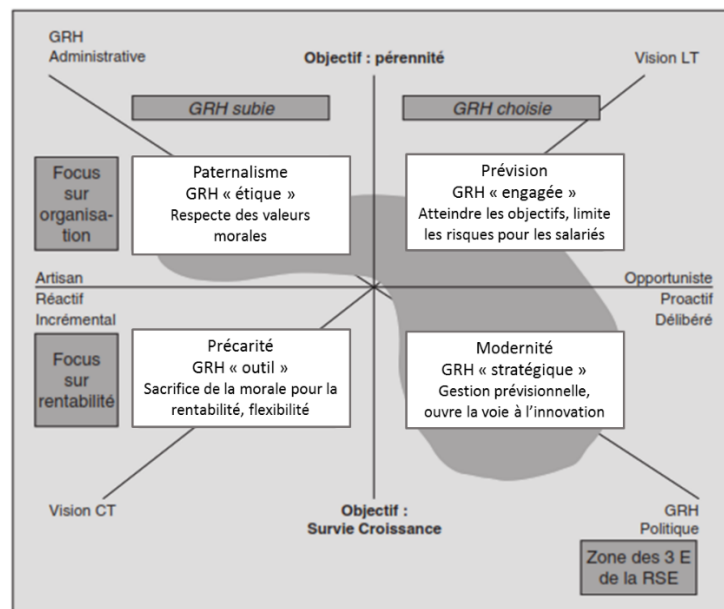 GRH
Administrative
Objectif : pérennité
Vision LT
GRH subie
GRH choisie
Focus
sur
organisa-
tion
Paternalisme
GRH « étique »
Respecte des valeurs
morales
Prévision
GRH « engagée »
Atteindre les objectifs, limite
les risques pour les salariés
Artisan
Réactif
Incrémental
Opportuniste
Proactif
Délibéré
Focus
sur
rentabilité
Précarité
GRH « outil »
Sacrifice de la morale pour la
rentabilité, flexibilité
Modernité
GRH « stratégique »
Gestion prévisionnelle,
ouvre la voie à l’innovation
Vision CT
Objectif :
Survie Croissance
GRH
Politique
Zone des 3 E
de la RSE